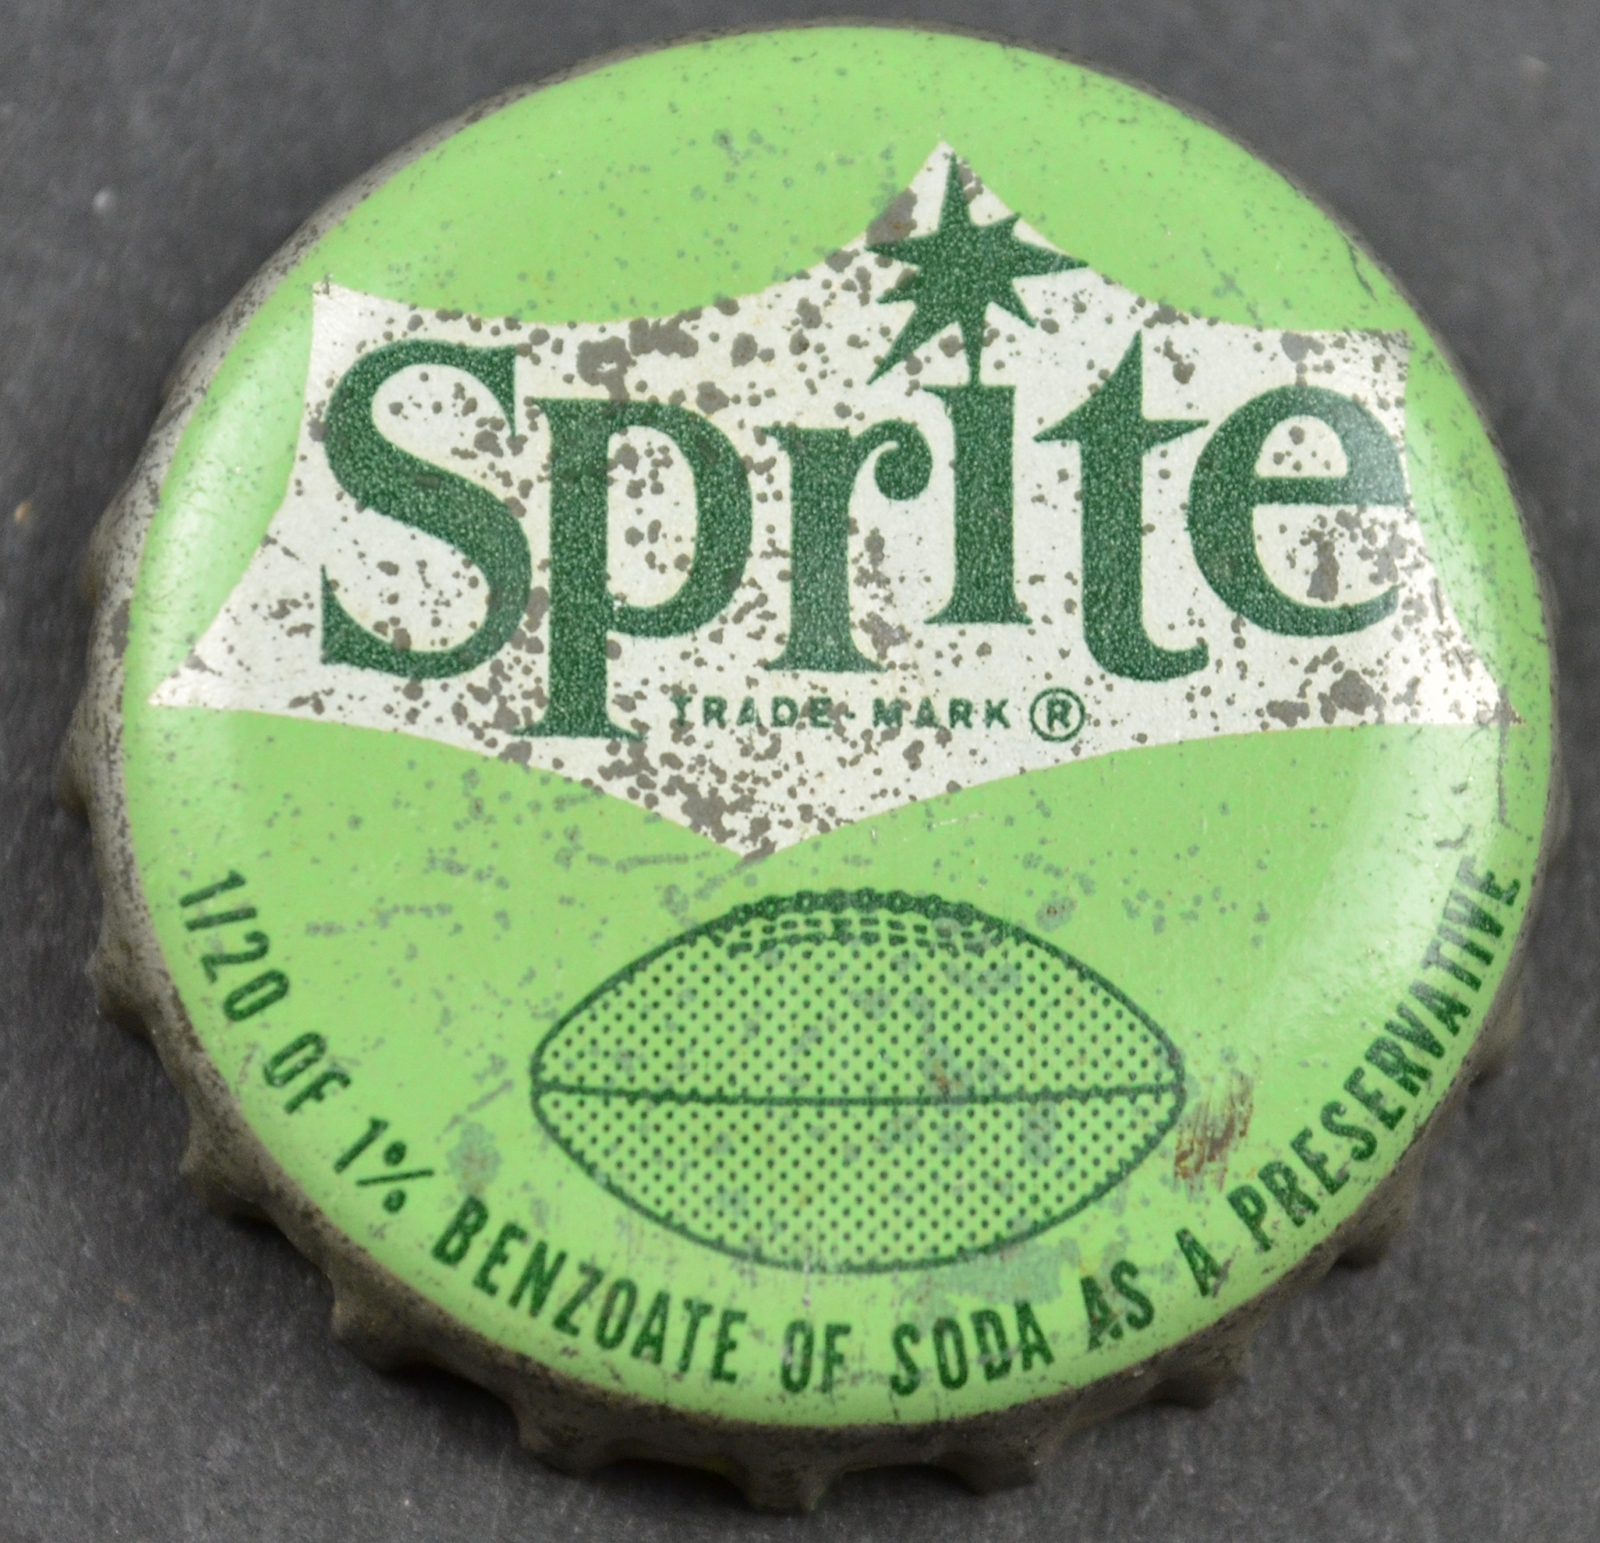 Sprite
TRADE-MARK ®
1/20 OF 1% BENZOATE OF SODA AS A PRESERVATIVE